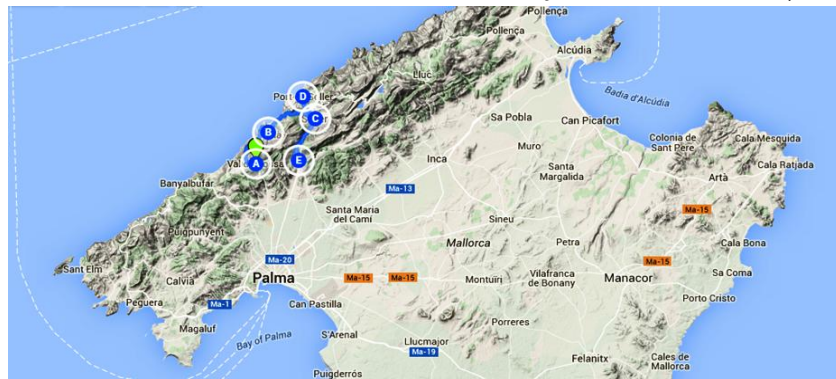 Pollença
Pollença
Alcúdia
Lluc
Badia d'Alcúdia
D
C
B
A
E
Sa Pobla
Can Picafort
Colonia de
Sant Pere
Cala Mesquida
Muro
Inca
Cala Ratjada
Santa
Margalida
Artà
Banyalbufar
Ma-13
Ma-15
Santa Maria
del Camí
Sineu
Puigpunyent
Mallorca
Petra
Cala Bona
Ma-20
Ma-15
Sant Elm
Calvia
Palma
Ma-15
Ma-15
Montuïri
Vilafranca
de Bonany
Manacor
Sa Coma
Peguera
Ma-1
Can Pastilla
Porto Cristo
Magaluf
Porreres
Bay of Palma
S'Arenal
Llucmajor
Ma-19
Felanitx
Cales de
Mallorca
Puigderrós